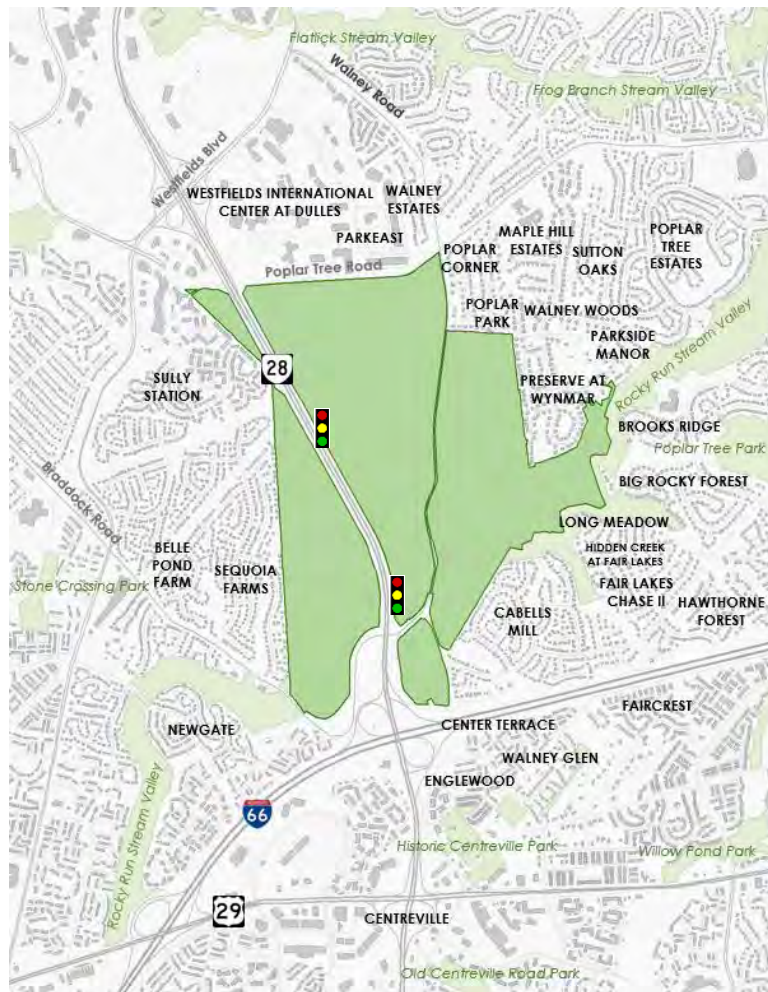 Flatlick Stream Valley
Walney Road
Frog Branch Stream Valley
Westfields Blvd
WESTFIELDS INTERNATIONAL
CENTER AT DULLES
WALNEY
ESTATES
PARKEAST
POPLAR
CORNER
MAPLE HILL
ESTATES
SUTTON
OAKS
POPLAR
TREE
ESTATES
Poplar Tree Road
POPLAR
PARK
WALNEY WOODS
PARKSIDE
MANOR
Rocky Run Stream Valley
28
SULLY
STATION
PRESERVE AT
WYNMAR
BROOKS RIDGE
Poplar Tree Park
Braddock Road
BIG ROCKY FOREST
LONG MEADOW
HIDDEN CREEK
AT FAIR LAKES
BELLE
POND
FARM
SEQUOIA
FARMS
Stone Crossing Park
FAIR LAKES
CHASE II
HAWTHORNE
FOREST
CABELLS
MILL
FAIRCREST
NEWGATE
CENTER TERRACE
WALNEY GLEN
ENGLEWOOD
66
Rocky Run Stream Valley
Historic Centreville Park
Willow Pond Park
29
CENTREVILLE
Old Centreville Road Park